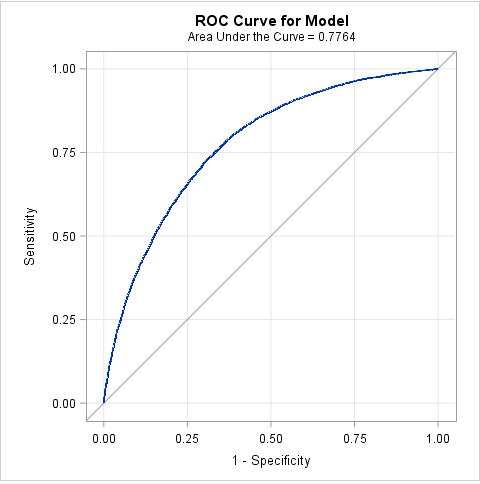 ROC Curve for Model
Area Under the Curve = 0.7764
1.00
0.75
0.50
0.25
0.00
Sensitivity
0.00 0.25 0.50 0.75 1.00
1 - Specificity